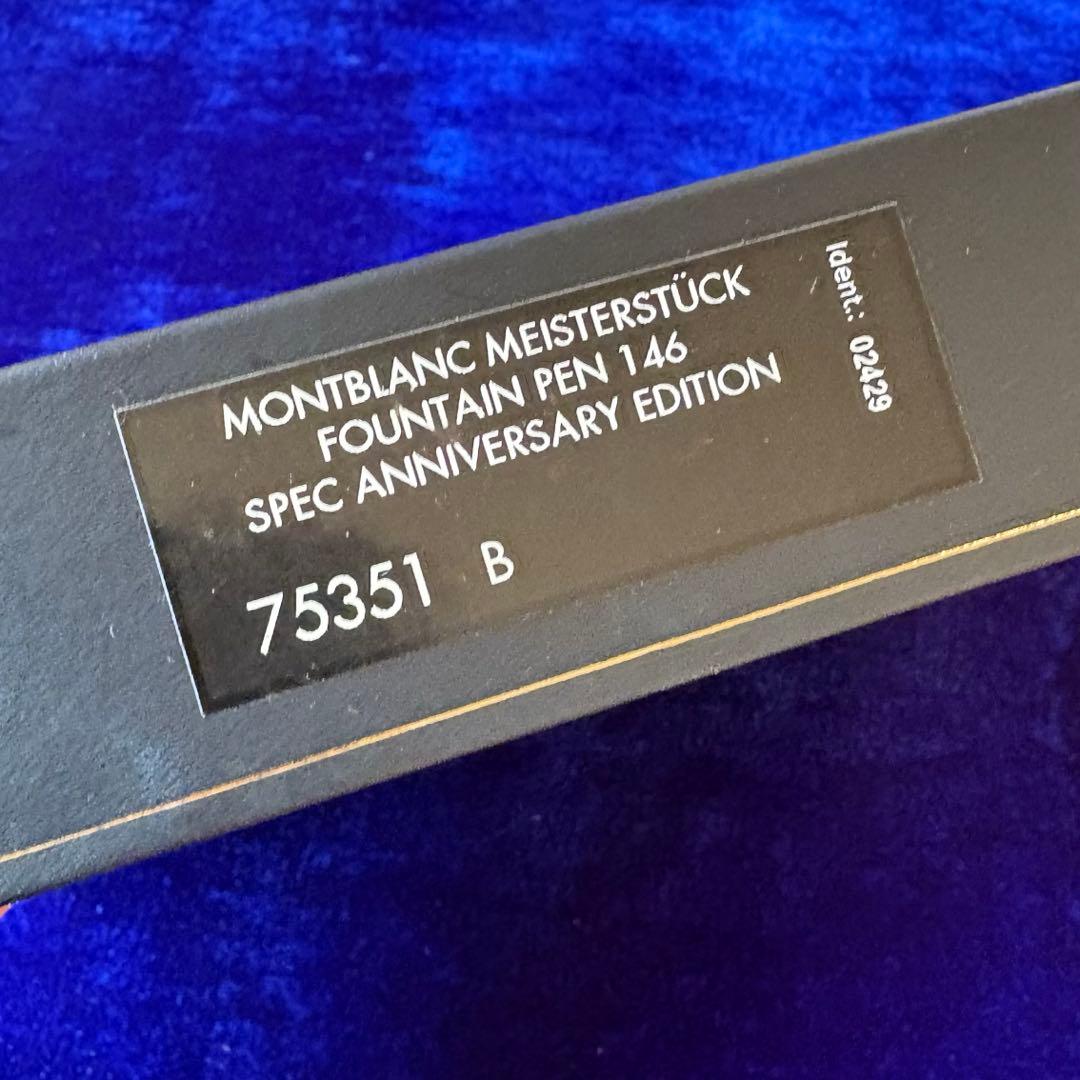 MONTBLANC MEISTERSTÜCK
FOUNTAIN PEN 146
SPEC ANNIVERSARY EDITION
75351 B
Ident.: 02429